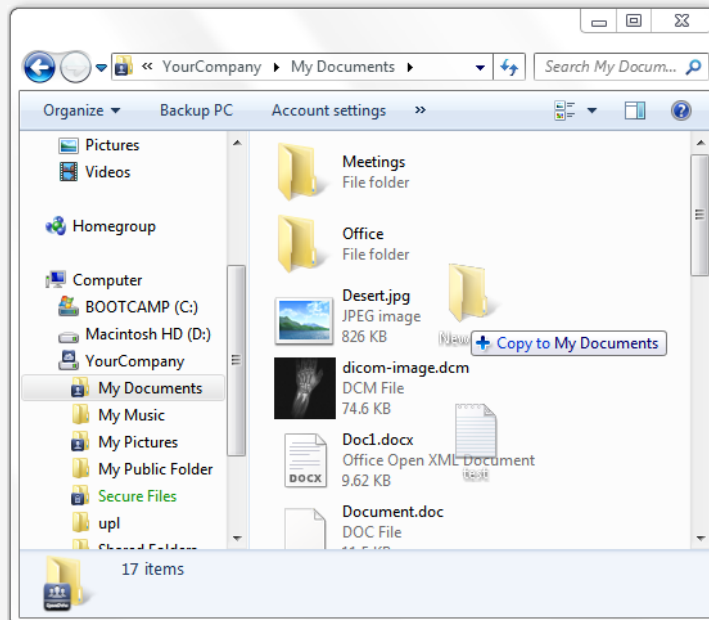 « YourCompany ▸ My Documents ▸
Search My Docum...
Organize Backup PC Account settings »
Pictures
Videos
Homegroup
Computer
BOOTCAMP (C:)
Macintosh HD (D:)
YourCompany
My Documents
My Music
My Pictures
My Public Folder
Secure Files
upl
Shared Folders
Meetings
File folder
Office
File folder
Desert.jpg
JPEG image
826 KB
New
Copy to My Documents
dicom-image.dcm
DCM File
74.6 KB
Doc1.docx
Office Open XML Document
9.62 KB
DOCX
test
Document.doc
DOC File
17 items